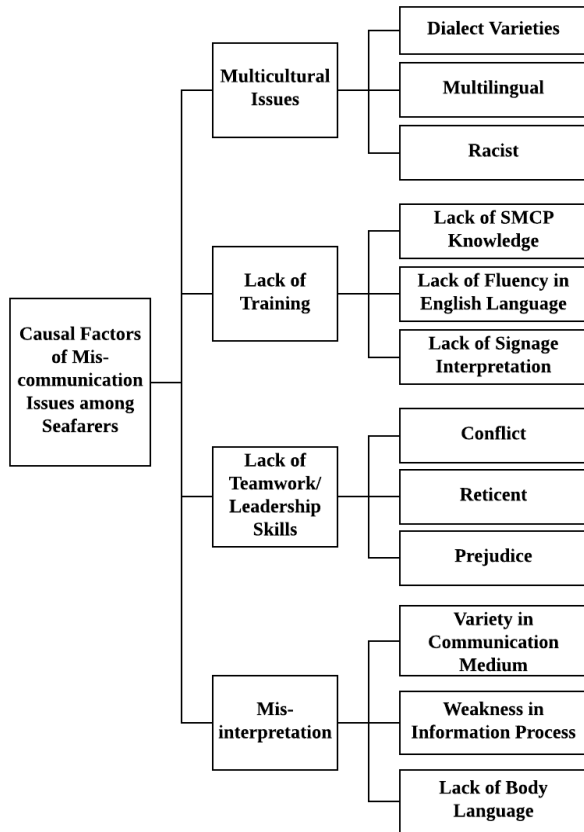 Causal Factors
of Mis-
communication
Issues among
Seafarers
Multicultural
Issues
Dialect Varieties
Multilingual
Racist
Lack of
Training
Lack of SMCP
Knowledge
Lack of Fluency in
English Language
Lack of Signage
Interpretation
Lack of
Teamwork/
Leadership
Skills
Conflict
Reticent
Prejudice
Mis-
interpretation
Variety in
Communication
Medium
Weakness in
Information Process
Lack of Body
Language